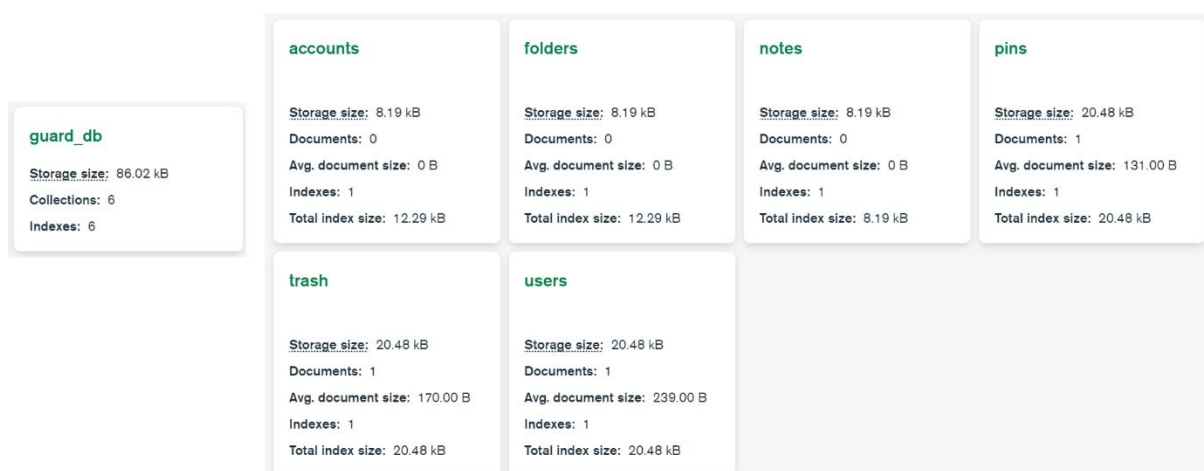 guard_db
Storage size: 86.02 kB
Collections: 6
Indexes: 6
accounts
Storage size: 8.19 kB
Documents: 0
Avg. document size: 0 B
Indexes: 1
Total index size: 12.29 kB
folders
Storage size: 8.19 kB
Documents: 0
Avg. document size: 0 B
Indexes: 1
Total index size: 12.29 kB
notes
Storage size: 8.19 kB
Documents: 0
Avg. document size: 0 B
Indexes: 1
Total index size: 8.19 kB
pins
Storage size: 20.48 kB
Documents: 1
Avg. document size: 131.00 B
Indexes: 1
Total index size: 20.48 kB
trash
Storage size: 20.48 kB
Documents: 1
Avg. document size: 170.00 B
Indexes: 1
Total index size: 20.48 kB
users
Storage size: 20.48 kB
Documents: 1
Avg. document size: 239.00 B
Indexes: 1
Total index size: 20.48 kB